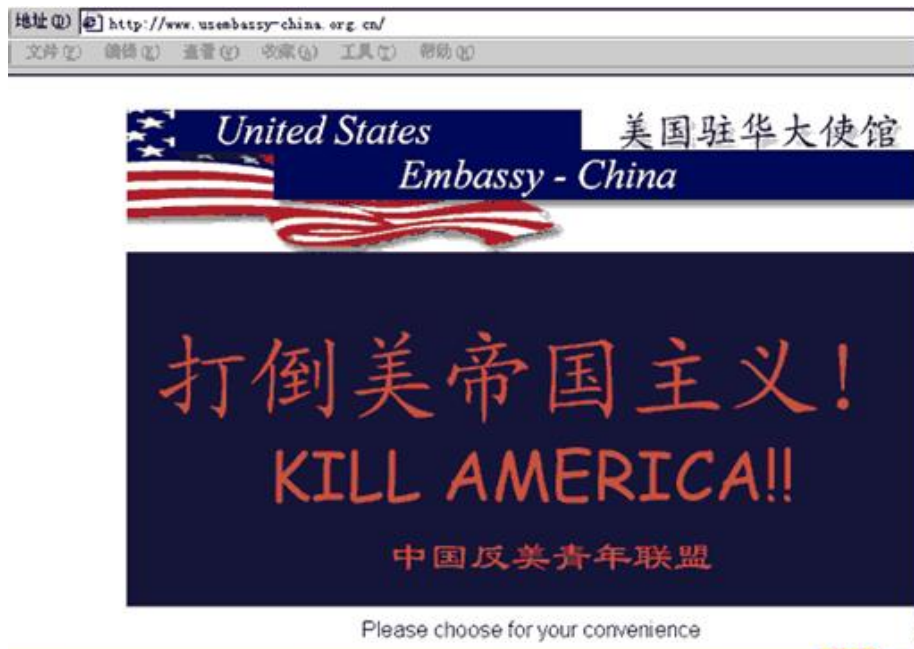 地址(D) http://www.usembassy-china.org.cn/
文件(F) 编辑(E) 查看(V) 收藏(A) 工具(T) 帮助(H)
United States
美国驻华大使馆
Embassy - China
打倒美帝国主义!
KILL AMERICA!!
中国反美青年联盟
Please choose for your convenience